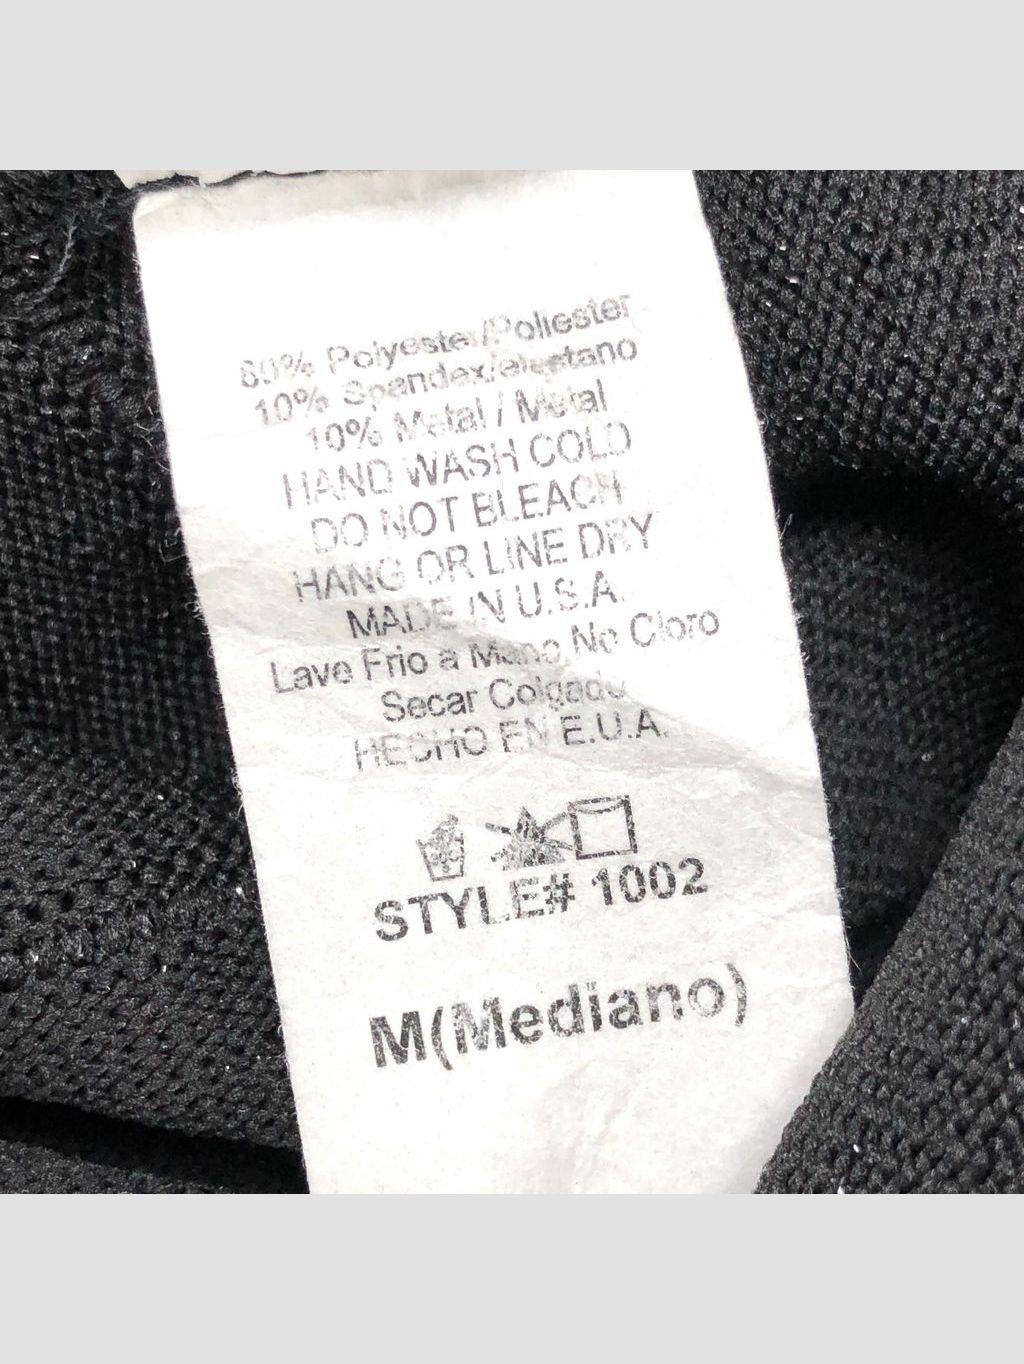 80% Polyester/Poliester
10% Spandex/elastano
10% Metal / Metal
HAND WASH COLD
DO NOT BLEACH
HANG OR LINE DRY
MADE IN U.S.A.
Lave Frio a Mano No Cloro
Secar Colgado
HECHO EN E.U.A.
STYLE# 1002
M(Mediano)